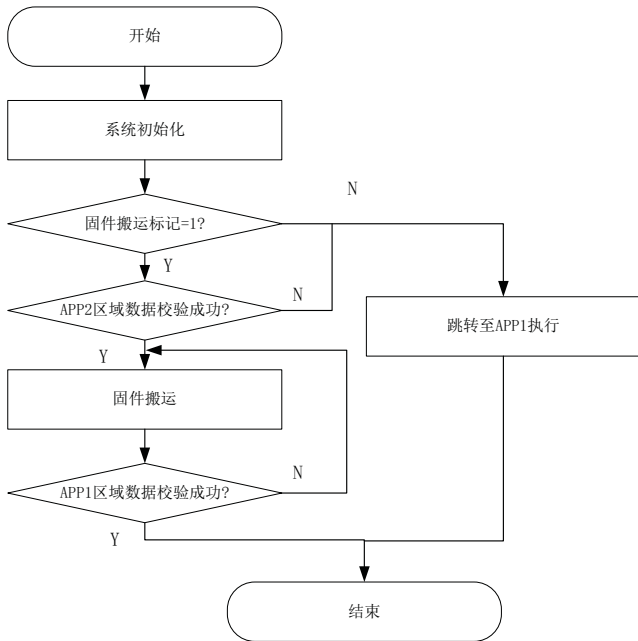 开始
系统初始化
N
固件搬运标记=1?
Y
APP2区域数据校验成功?
N
跳转至APP1执行
Y
固件搬运
N
APP1区域数据校验成功?
Y
结束